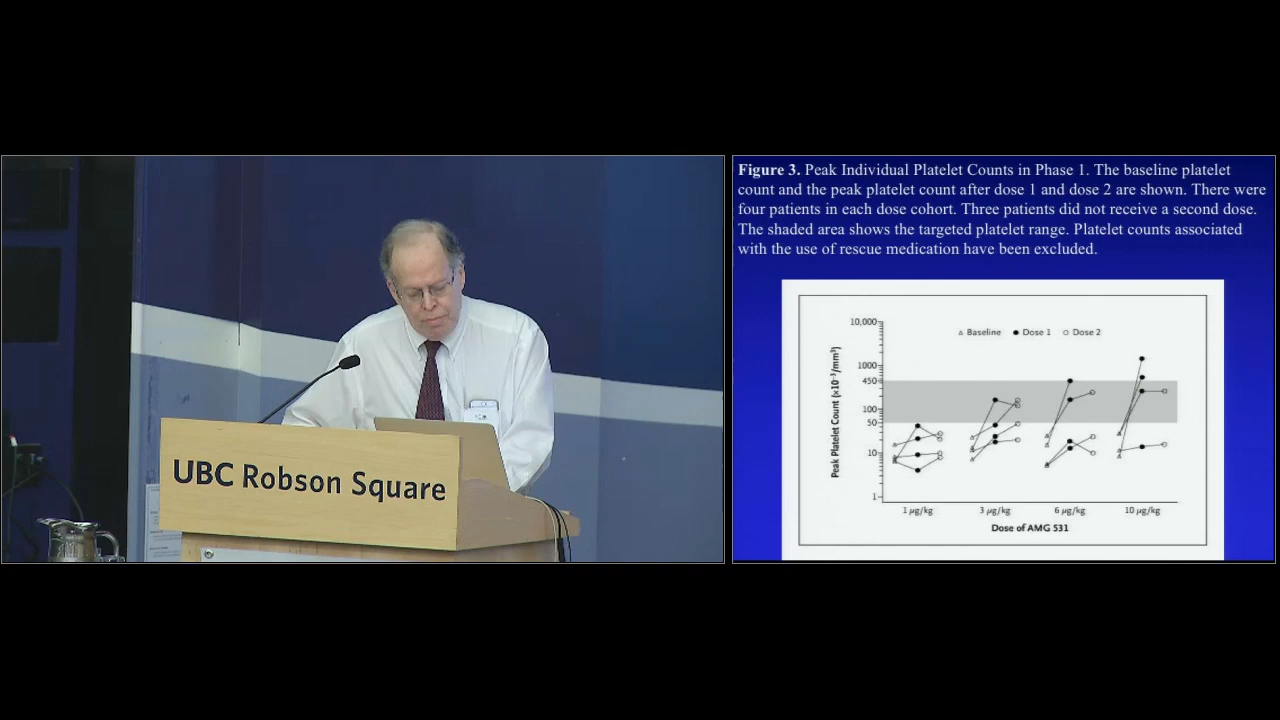 UBC Robson Square
Figure 3. Peak Individual Platelet Counts in Phase 1. The baseline platelet
count and the peak platelet count after dose 1 and dose 2 are shown. There were
four patients in each dose cohort. Three patients did not receive a second dose.
The shaded area shows the targeted platelet range. Platelet counts associated
with the use of rescue medication have been excluded.
Baseline Dose 1 Dose 2
Peak Platelet Count (×10⁻³/mm³)
10,000
1000
450
100
50
10
1
1 µg/kg 3 µg/kg 6 µg/kg 10 µg/kg
Dose of AMG 531